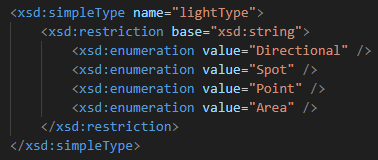 <xsd:simpleType name="lightType">
    <xsd:restriction base="xsd:string">
        <xsd:enumeration value="Directional" />
        <xsd:enumeration value="Spot" />
        <xsd:enumeration value="Point" />
        <xsd:enumeration value="Area" />
    </xsd:restriction>
</xsd:simpleType>